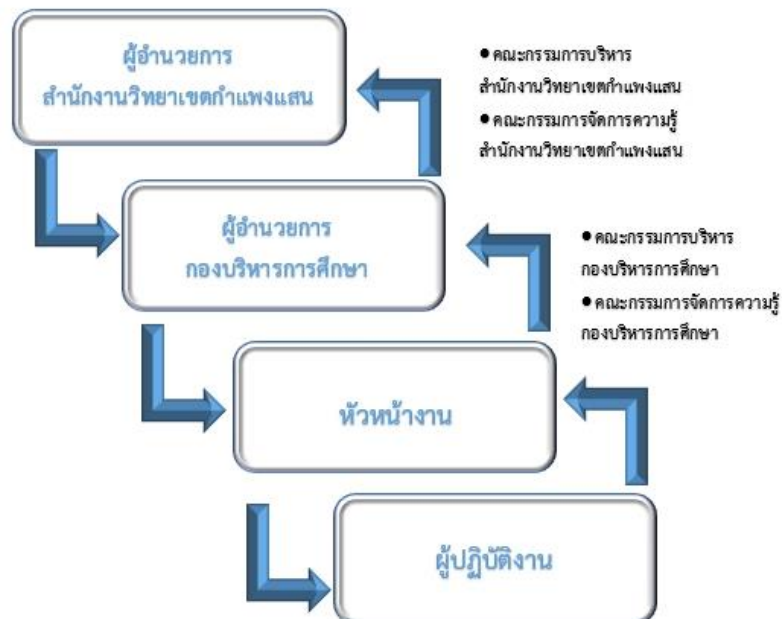 ผู้อำนวยการ
สำนักงานวิทยาเขตกำแพงแสน
● คณะกรรมการบริหาร
สำนักงานวิทยาเขตกำแพงแสน
● คณะกรรมการจัดการความรู้
สำนักงานวิทยาเขตกำแพงแสน
ผู้อำนวยการ
กองบริหารการศึกษา
● คณะกรรมการบริหาร
กองบริหารการศึกษา
● คณะกรรมการจัดการความรู้
กองบริหารการศึกษา
หัวหน้างาน
ผู้ปฏิบัติงาน